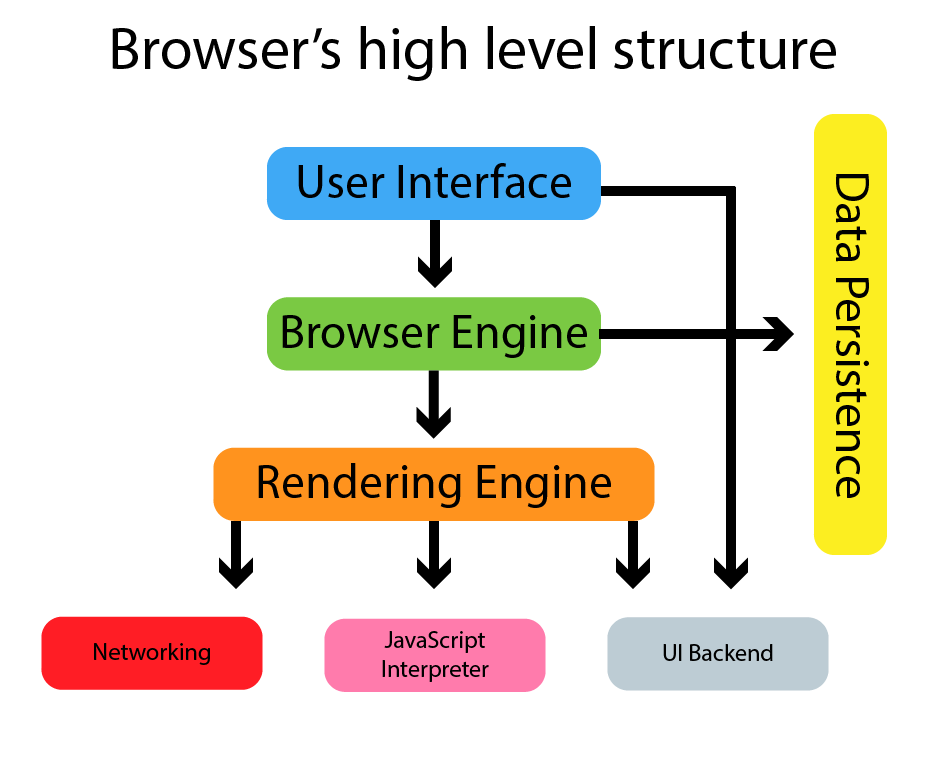 Browser’s high level structure
User Interface
Data Persistence
Browser Engine
Rendering Engine
Networking
JavaScript
Interpreter
UI Backend